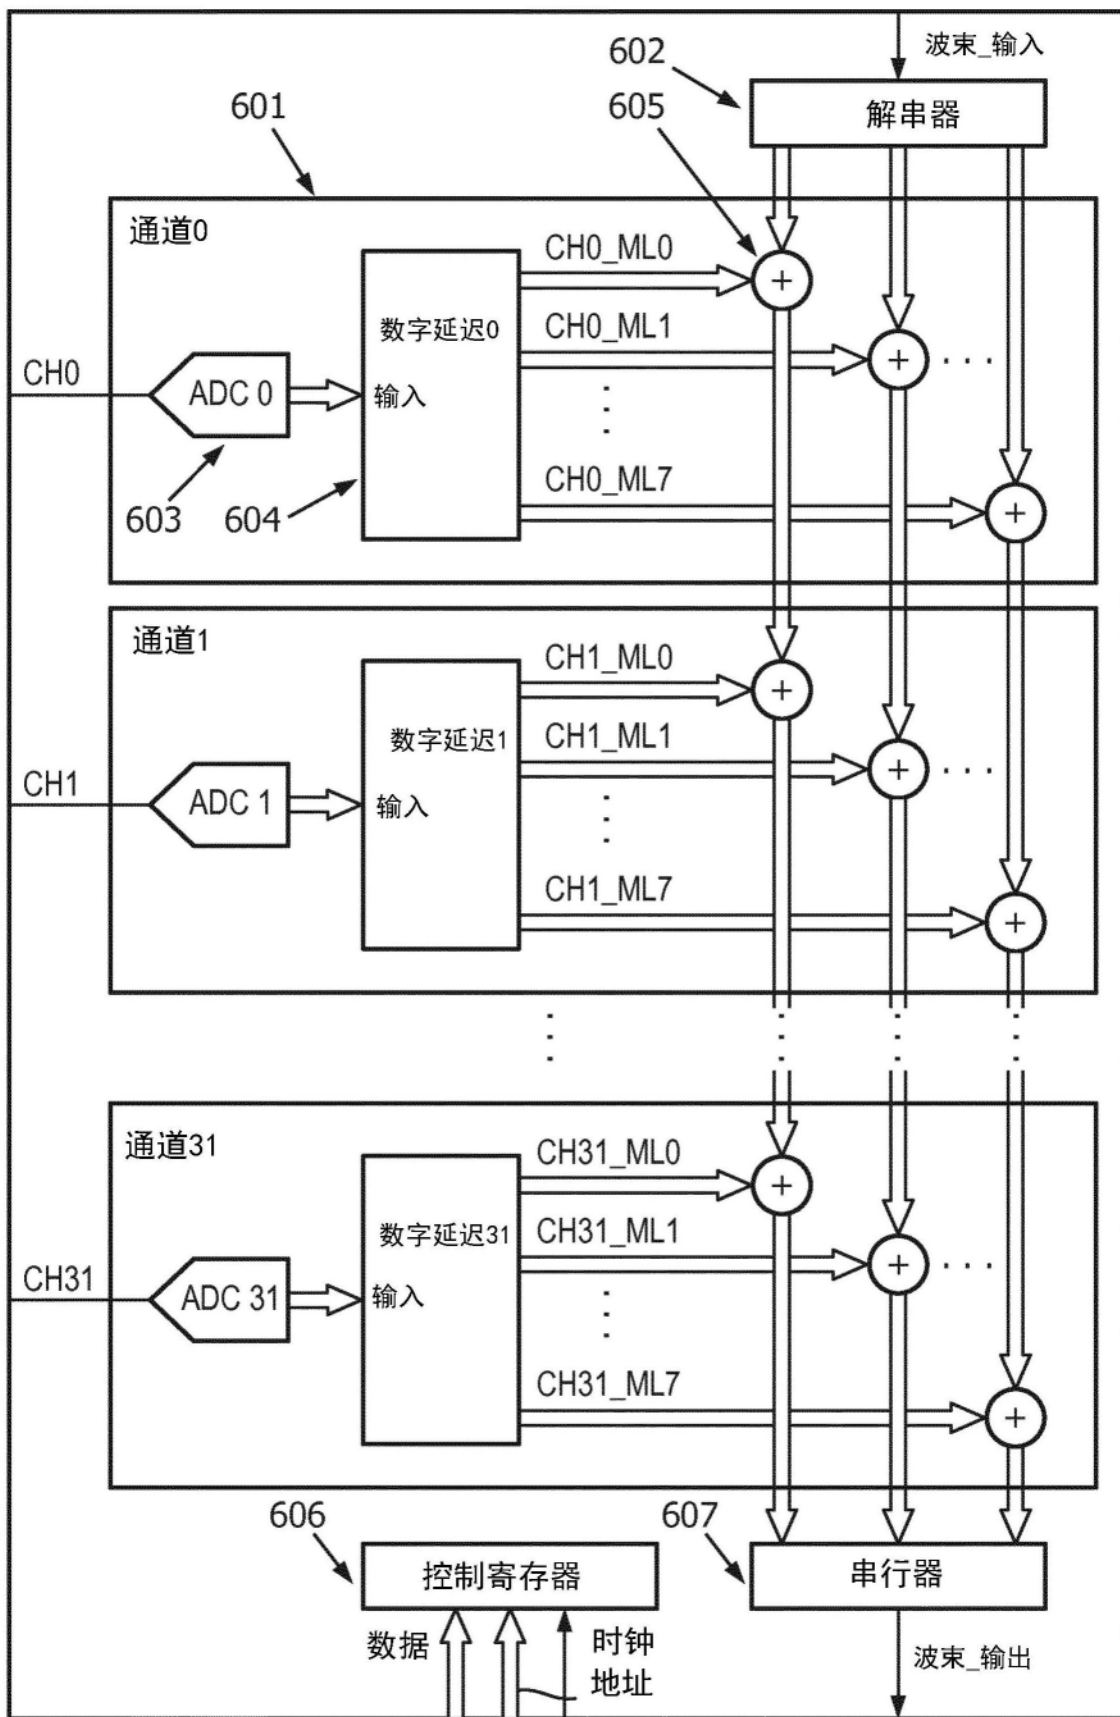 波束_输入
602
解串器
605
601
通道0
CH0_ML0
数字延迟0
CH0_ML1
CH0
ADC 0
输入
CH0_ML7
603
604
通道1
CH1_ML0
数字延迟1
CH1_ML1
CH1
ADC 1
输入
CH1_ML7
通道31
CH31_ML0
数字延迟31
CH31_ML1
CH31
ADC 31
输入
CH31_ML7
606
607
控制寄存器
串行器
数据
时钟
地址
波束_输出